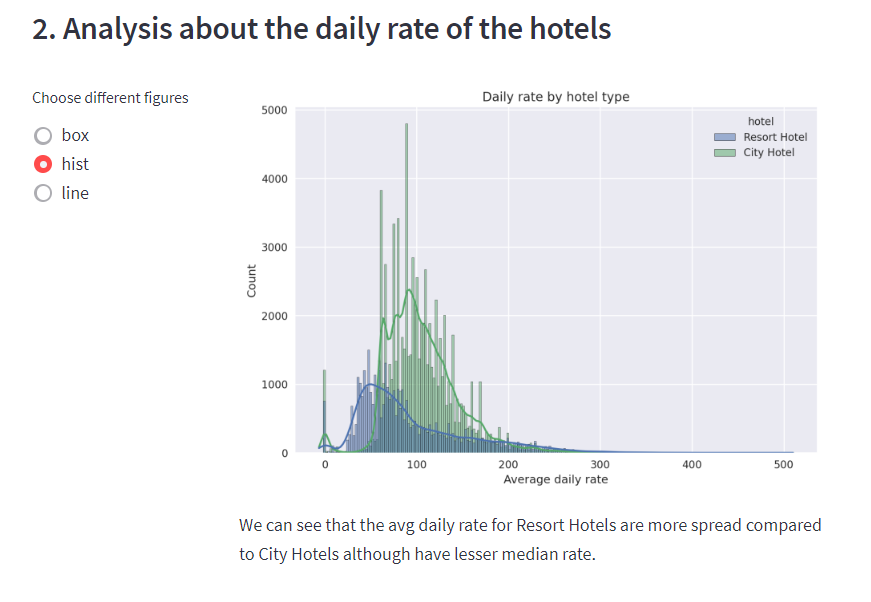 2. Analysis about the daily rate of the hotels
Choose different figures
box
hist
line
Daily rate by hotel type
hotel
Resort Hotel
City Hotel
5000
4000
3000
2000
1000
0
Count
0 100 200 300 400 500
Average daily rate
We can see that the avg daily rate for Resort Hotels are more spread compared
to City Hotels although have lesser median rate.